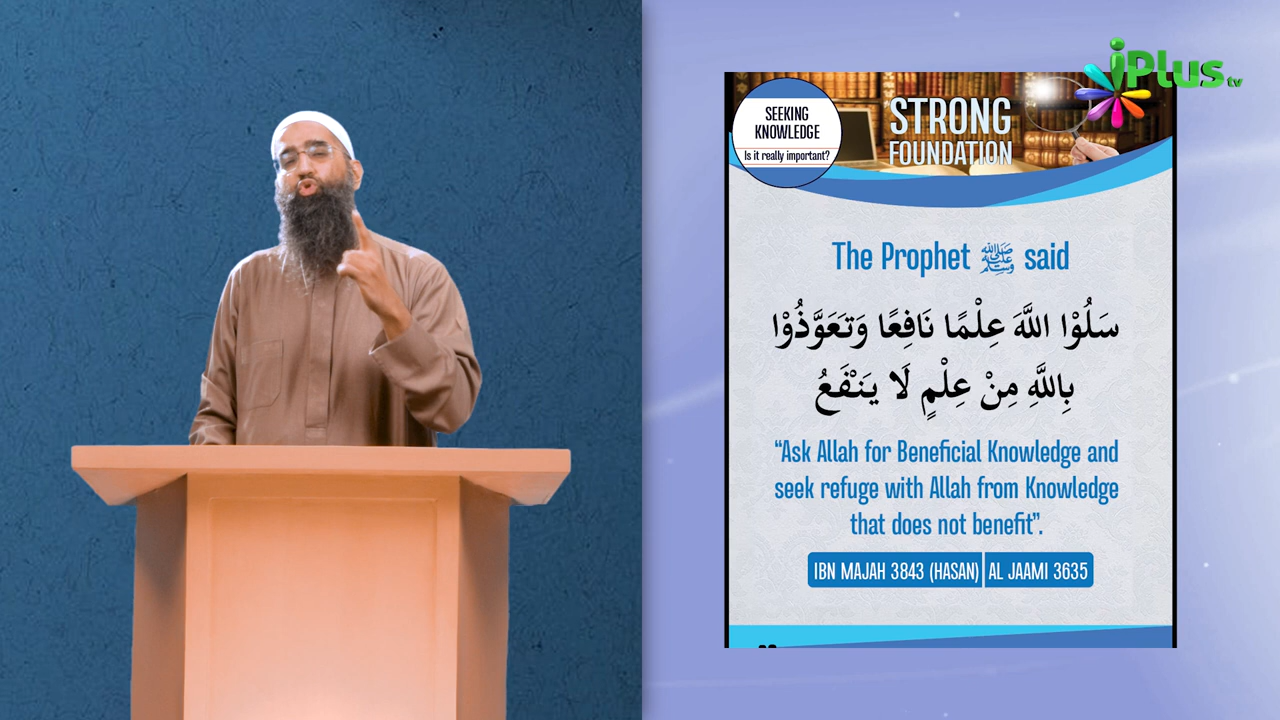 iPlus tv
SEEKING
KNOWLEDGE
Is it really important?
STRONG
FOUNDATION
The Prophet ﷺ said
سَلُوْا اللَّهَ عِلْمًا نَافِعًا وَتَعَوَّذُوْا
بِاللَّهِ مِنْ عِلْمٍ لَا يَنْفَعُ
“Ask Allah for Beneficial Knowledge and
seek refuge with Allah from Knowledge
that does not benefit”.
IBN MAJAH 3843 (HASAN) AL JAAMI 3635